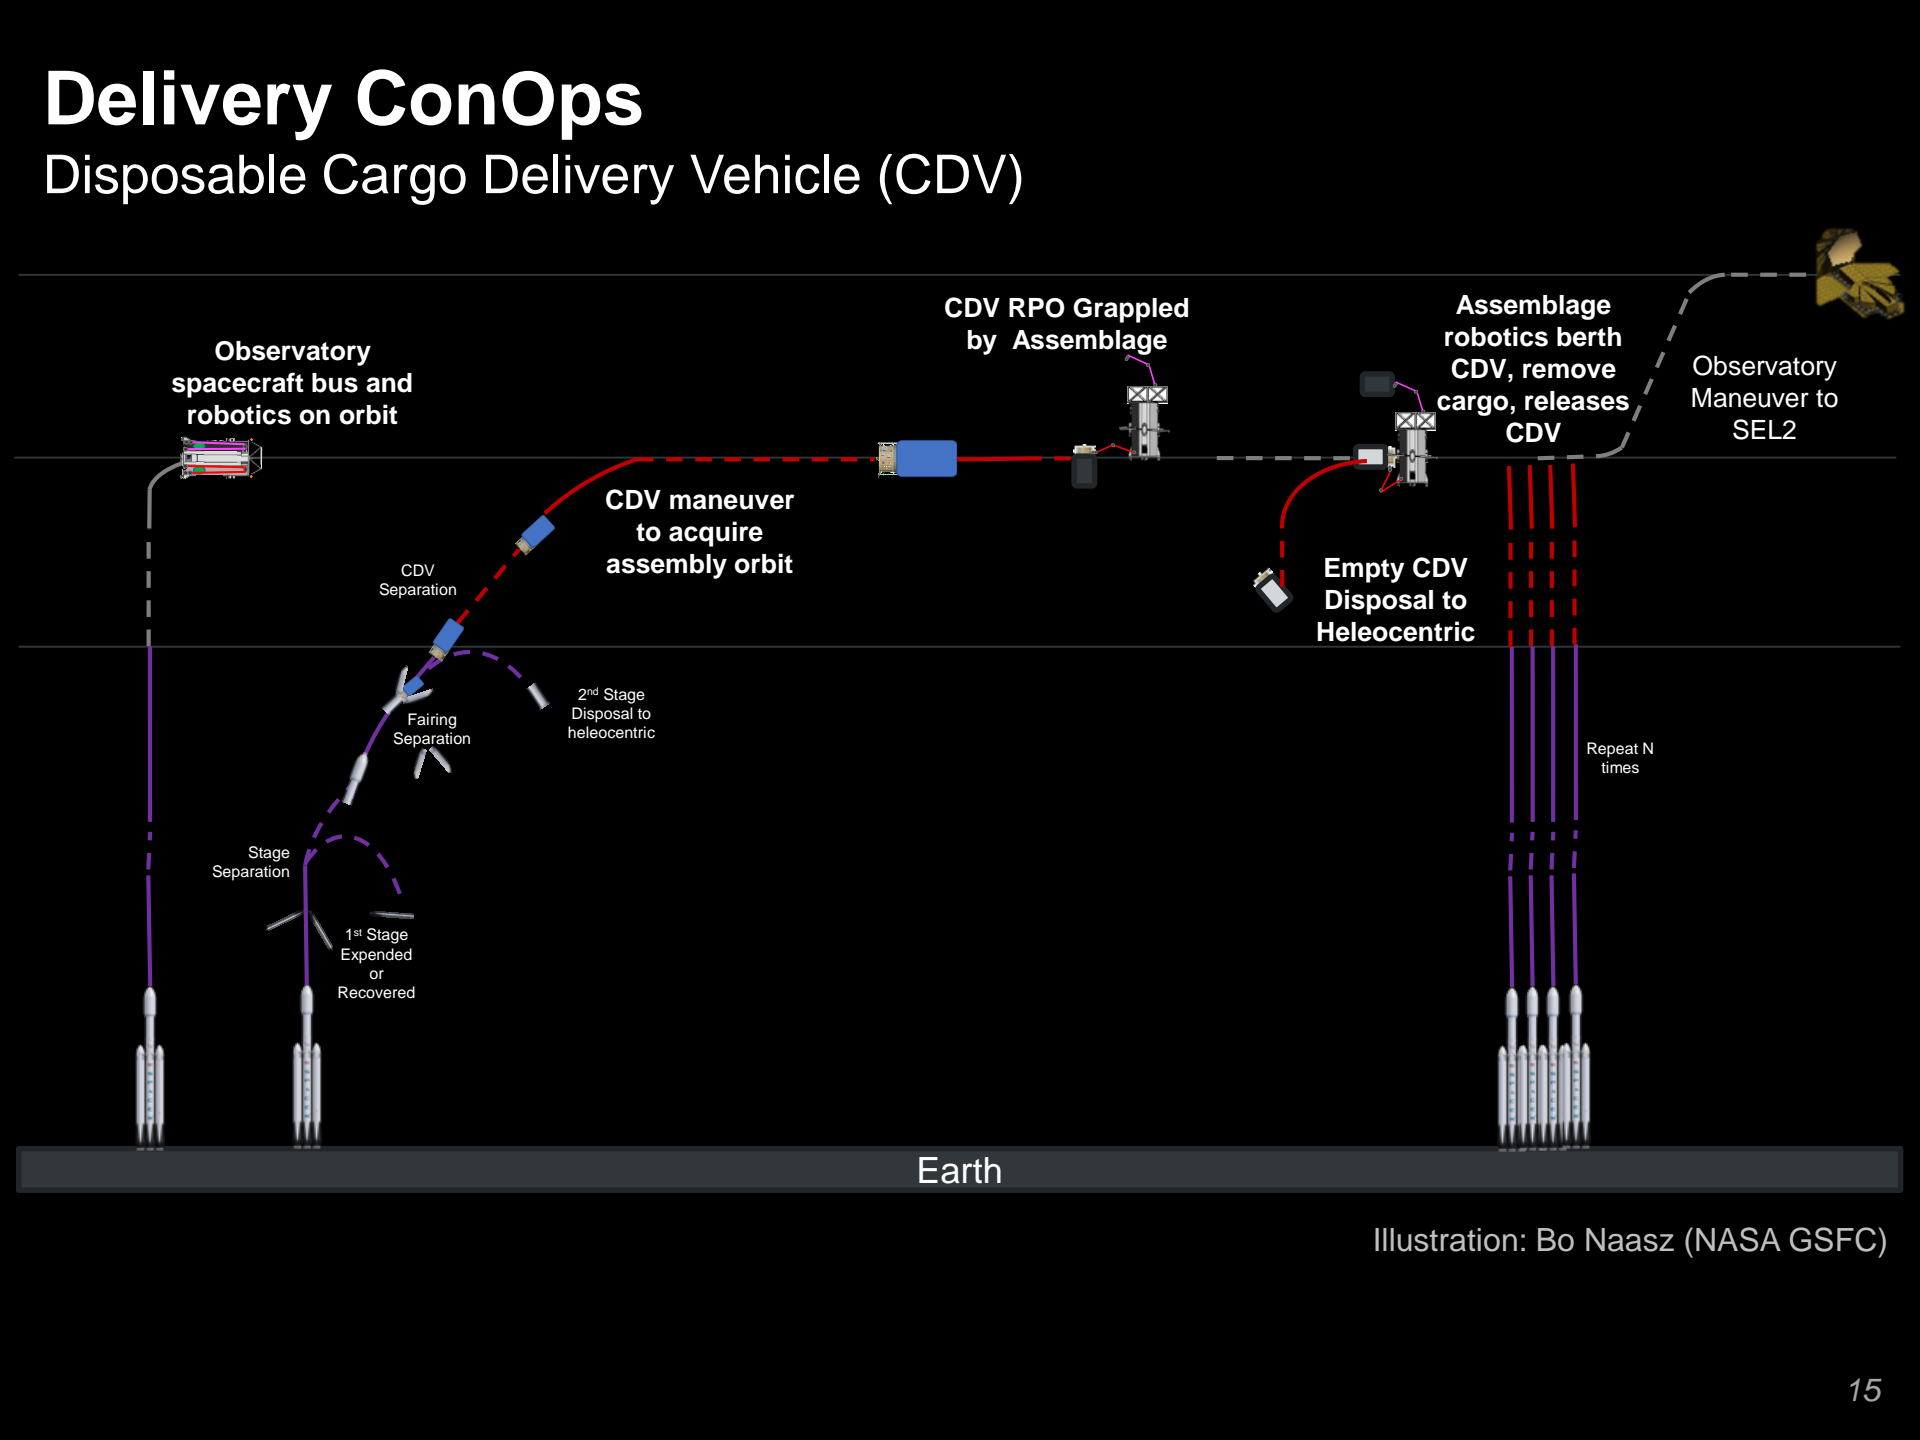 Delivery ConOps
Disposable Cargo Delivery Vehicle (CDV)
Observatory
spacecraft bus and
robotics on orbit
CDV RPO Grappled
by Assemblage
Assemblage
robotics berth
CDV, remove
cargo, releases
CDV
Observatory
Maneuver to
SEL2
CDV maneuver
to acquire
assembly orbit
CDV
Separation
Empty CDV
Disposal to
Heleocentric
2nd Stage
Disposal to
heleocentric
Fairing
Separation
Repeat N
times
Stage
Separation
1st Stage
Expended
or
Recovered
Earth
Illustration: Bo Naasz (NASA GSFC)
15